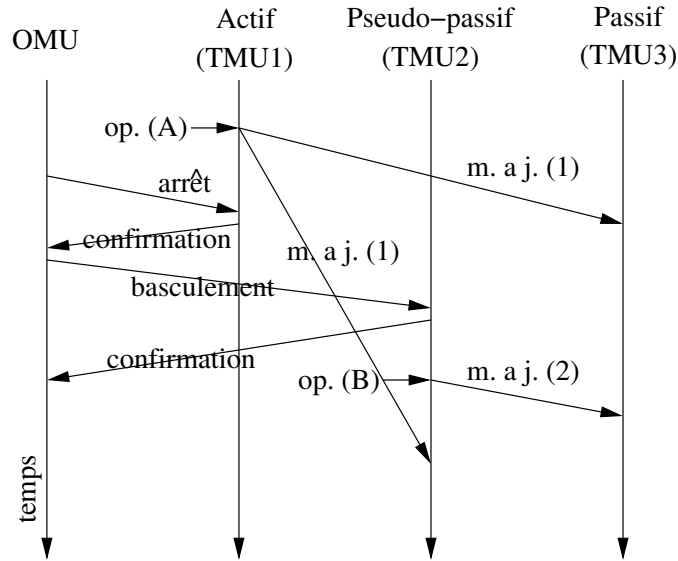 OMU
Actif
(TMU1)
Pseudo−passif
(TMU2)
Passif
(TMU3)
op. (A)
m. a j. (1)
arrêt
confirmation
m. a j. (1)
basculement
confirmation
op. (B)
m. a j. (2)
temps